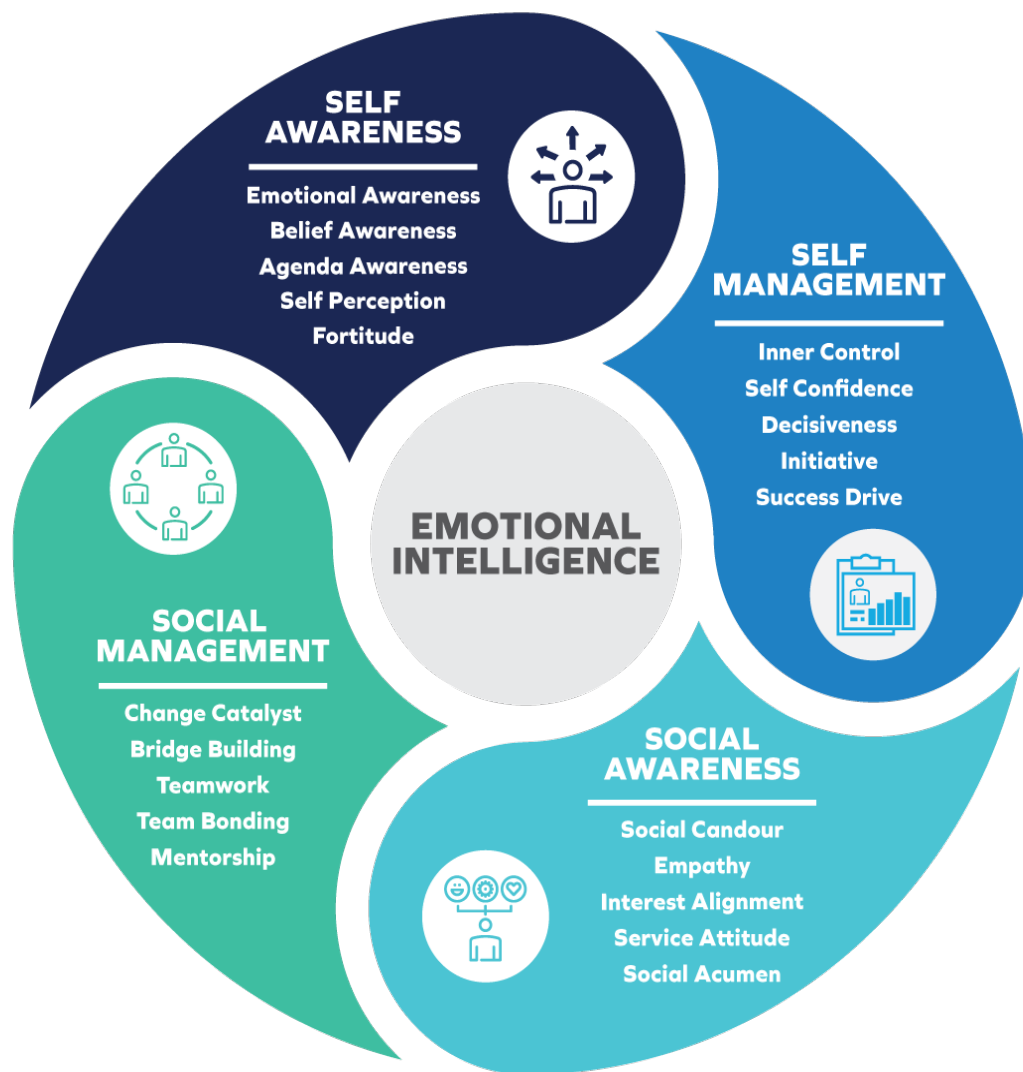 SELF
AWARENESS
Emotional Awareness
Belief Awareness
Agenda Awareness
Self Perception
Fortitude
SELF
MANAGEMENT
Inner Control
Self Confidence
Decisiveness
Initiative
Success Drive
EMOTIONAL
INTELLIGENCE
SOCIAL
MANAGEMENT
Change Catalyst
Bridge Building
Teamwork
Team Bonding
Mentorship
SOCIAL
AWARENESS
Social Candour
Empathy
Interest Alignment
Service Attitude
Social Acumen